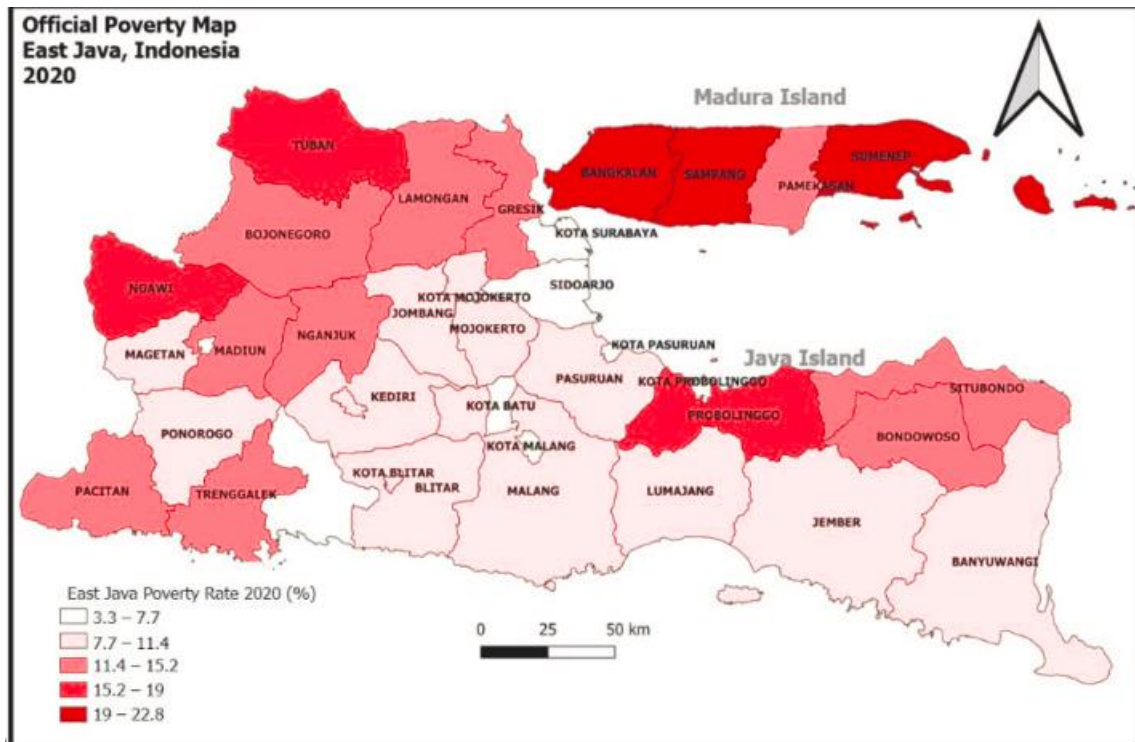 Official Poverty Map
East Java, Indonesia
2020
Madura Island
TUBAN
BANGKALAN
SAMPANG
SUMENEP
PAMEKASAN
LAMONGAN
GRESIK
BOJONEGORO
KOTA SURABAYA
NGAWI
SIDOARJO
KOTA MOJOKERTO
JOMBANG
MOJOKERTO
NGANJUK
MADIUN
MAGETAN
KOTA PASURUAN
Java Island
PASURUAN
KOTA PROBOLINGGO
SITUBONDO
KEDIRI
KOTA BATU
PROBOLINGGO
PONOROGO
BONDOWOSO
KOTA MALANG
KOTA BLITAR
BLITAR
PACITAN
TRENGGALEK
MALANG
LUMAJANG
JEMBER
BANYUWANGI
East Java Poverty Rate 2020 (%)
3.3 – 7.7
7.7 – 11.4
11.4 – 15.2
15.2 – 19
19 – 22.8
0 25 50 km